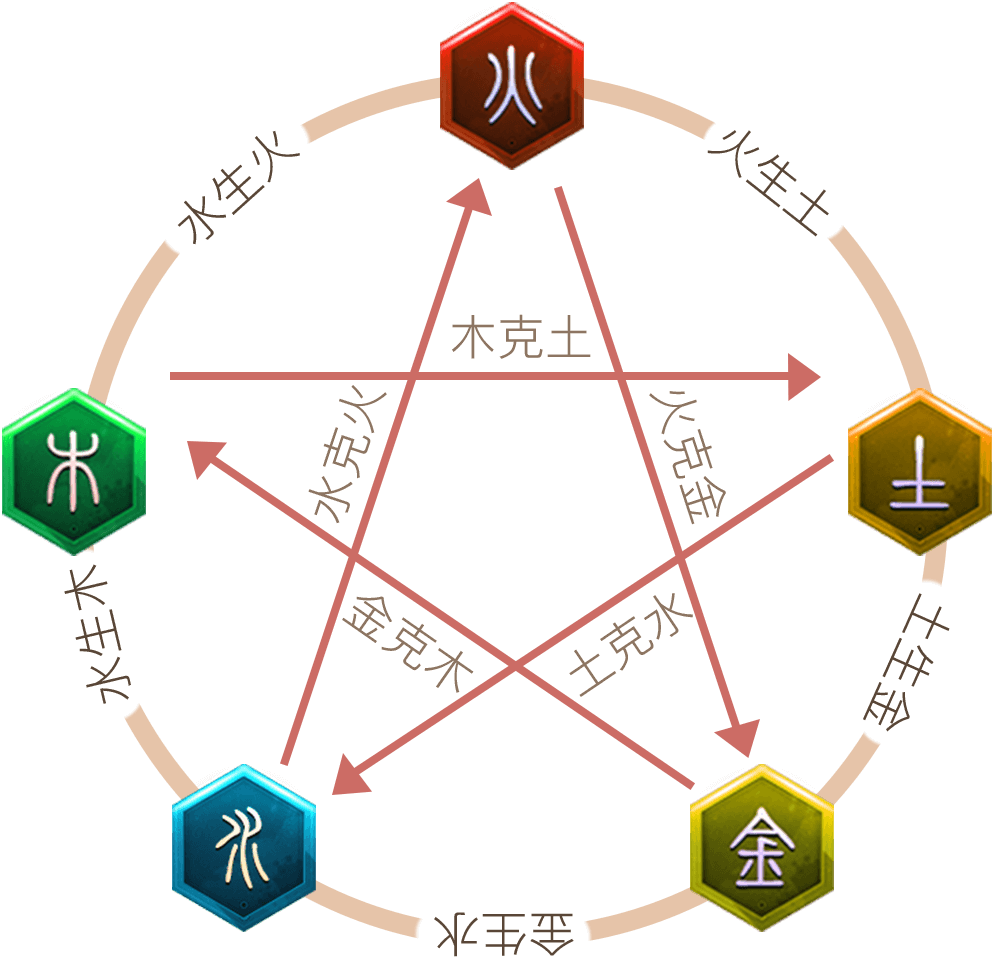 火
水生火
火生土
木克土
水克火
火克金
木
土
水生木
金克木
土克水
土生金
水
金
金生水